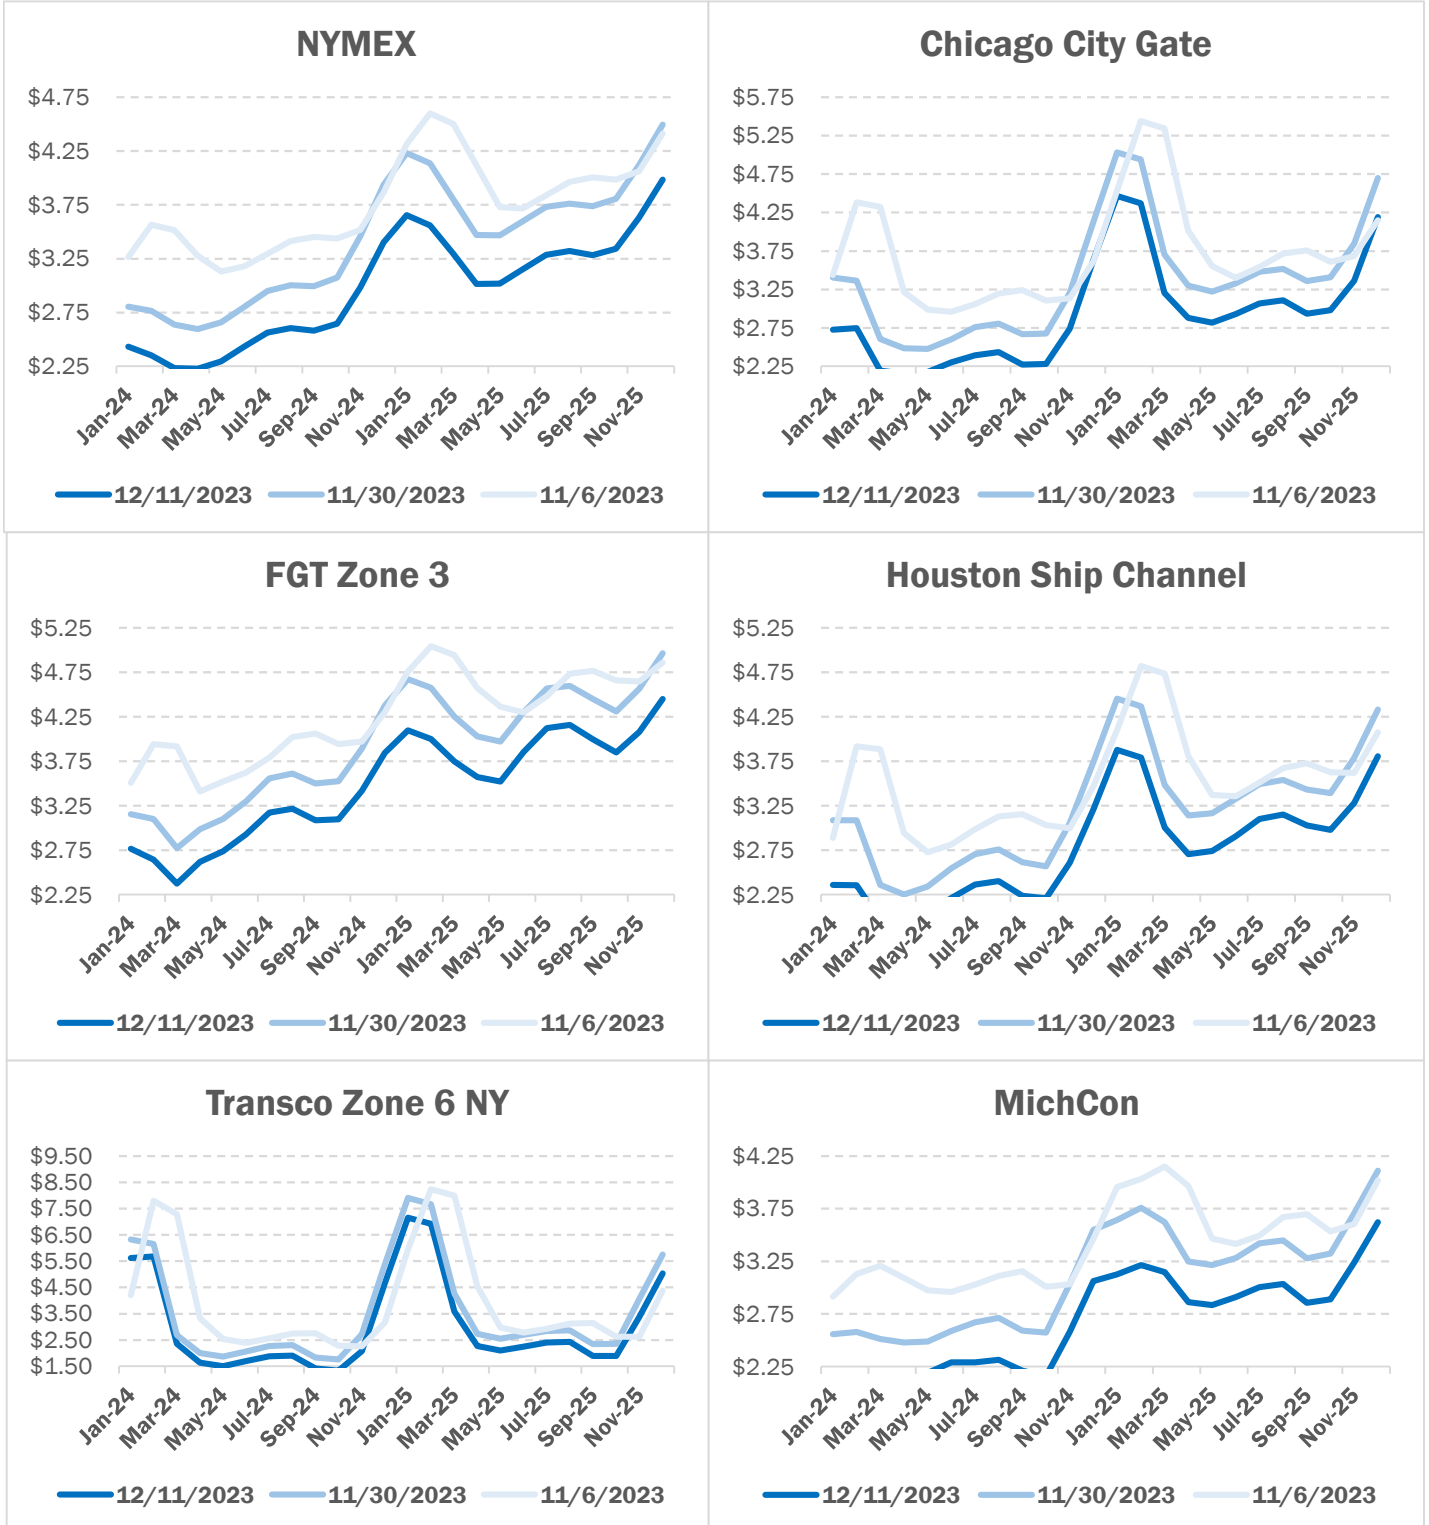 NYMEX
$4.75
$4.25
$3.75
$3.25
$2.75
$2.25
Jan-24 Mar-24 May-24 Jul-24 Sep-24 Nov-24 Jan-25 Mar-25 May-25 Jul-25 Sep-25 Nov-25
12/11/2023 11/30/2023 11/6/2023
Chicago City Gate
$5.75
$5.25
$4.75
$4.25
$3.75
$3.25
$2.75
$2.25
Jan-24 Mar-24 May-24 Jul-24 Sep-24 Nov-24 Jan-25 Mar-25 May-25 Jul-25 Sep-25 Nov-25
12/11/2023 11/30/2023 11/6/2023
FGT Zone 3
$5.25
$4.75
$4.25
$3.75
$3.25
$2.75
$2.25
Jan-24 Mar-24 May-24 Jul-24 Sep-24 Nov-24 Jan-25 Mar-25 May-25 Jul-25 Sep-25 Nov-25
12/11/2023 11/30/2023 11/6/2023
Houston Ship Channel
$5.25
$4.75
$4.25
$3.75
$3.25
$2.75
$2.25
Jan-24 Mar-24 May-24 Jul-24 Sep-24 Nov-24 Jan-25 Mar-25 May-25 Jul-25 Sep-25 Nov-25
12/11/2023 11/30/2023 11/6/2023
Transco Zone 6 NY
$9.50
$8.50
$7.50
$6.50
$5.50
$4.50
$3.50
$2.50
$1.50
Jan-24 Mar-24 May-24 Jul-24 Sep-24 Nov-24 Jan-25 Mar-25 May-25 Jul-25 Sep-25 Nov-25
12/11/2023 11/30/2023 11/6/2023
MichCon
$4.25
$3.75
$3.25
$2.75
$2.25
Jan-24 Mar-24 May-24 Jul-24 Sep-24 Nov-24 Jan-25 Mar-25 May-25 Jul-25 Sep-25 Nov-25
12/11/2023 11/30/2023 11/6/2023